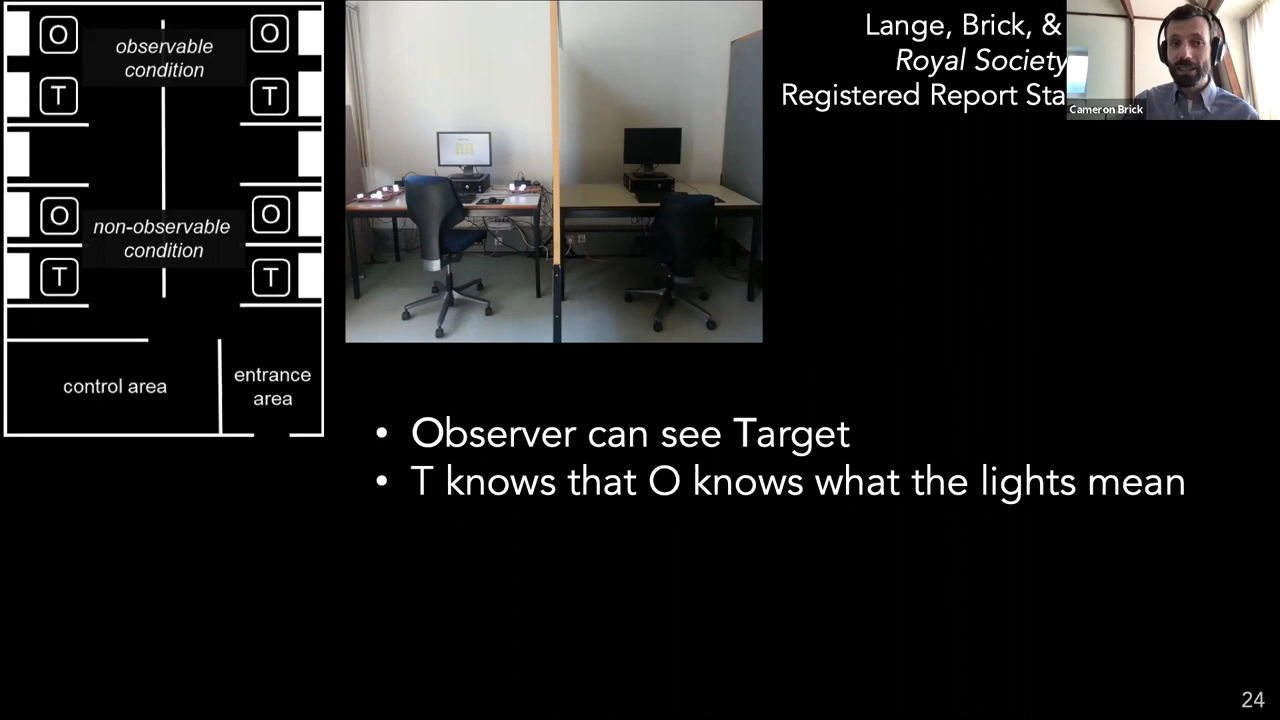 O
O
observable
condition
T
T
O
O
non-observable
condition
T
T
control area
entrance
area
Lange, Brick, &
Royal Society
Registered Report
Cameron Brick
• Observer can see Target
• T knows that O knows what the lights mean
24